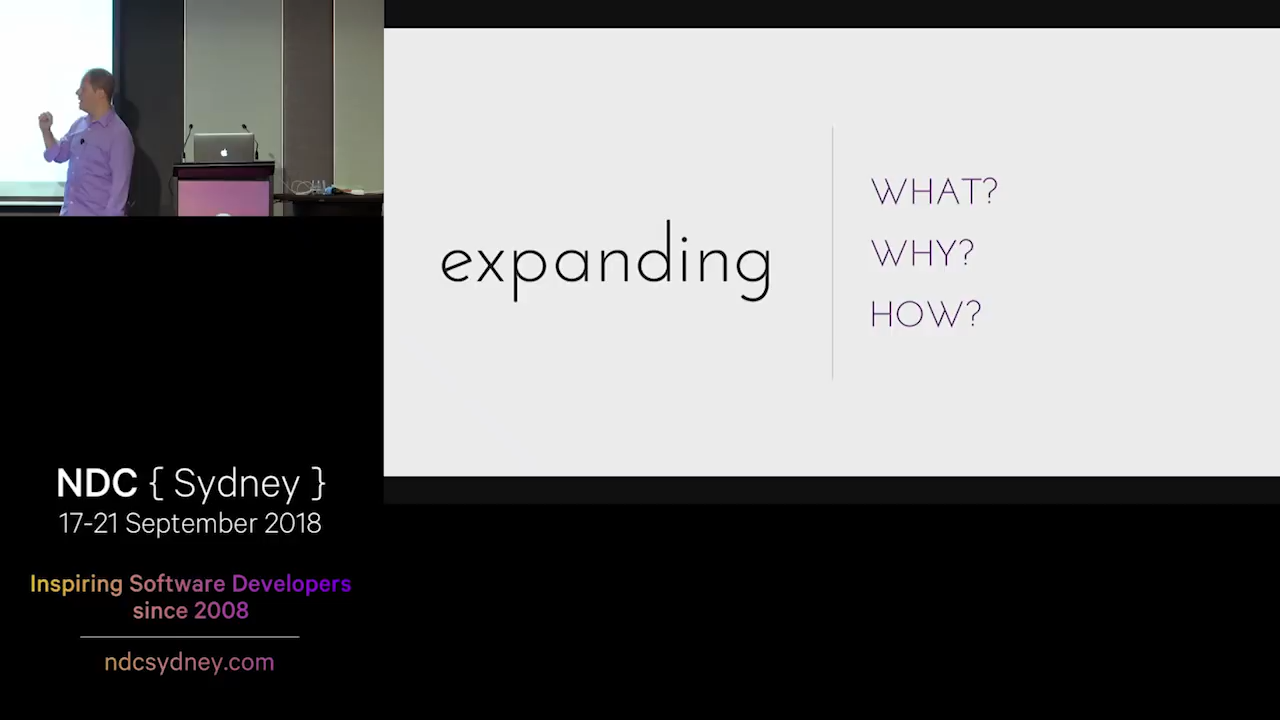 expanding
WHAT?
WHY?
HOW?
NDC { Sydney }
17-21 September 2018
Inspiring Software Developers
since 2008
ndcsydney.com